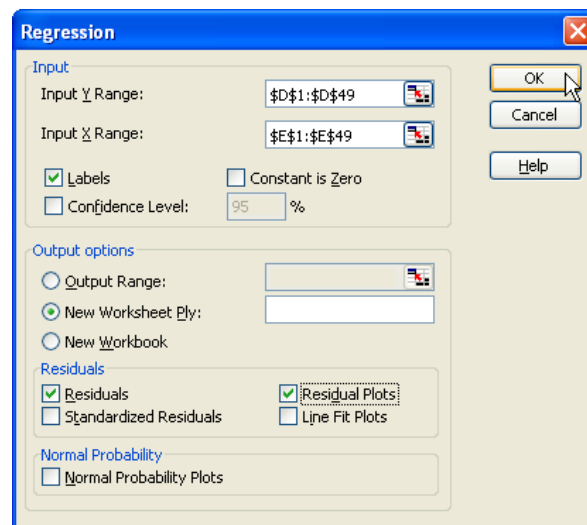 Regression
Input
Input Y Range: $D$1:$D$49
Input X Range: $E$1:$E$49
Labels Constant is Zero
Confidence Level: 95 %
OK
Cancel
Help
Output options
Output Range:
New Worksheet Ply:
New Workbook
Residuals
Residuals Residual Plots
Standardized Residuals Line Fit Plots
Normal Probability
Normal Probability Plots